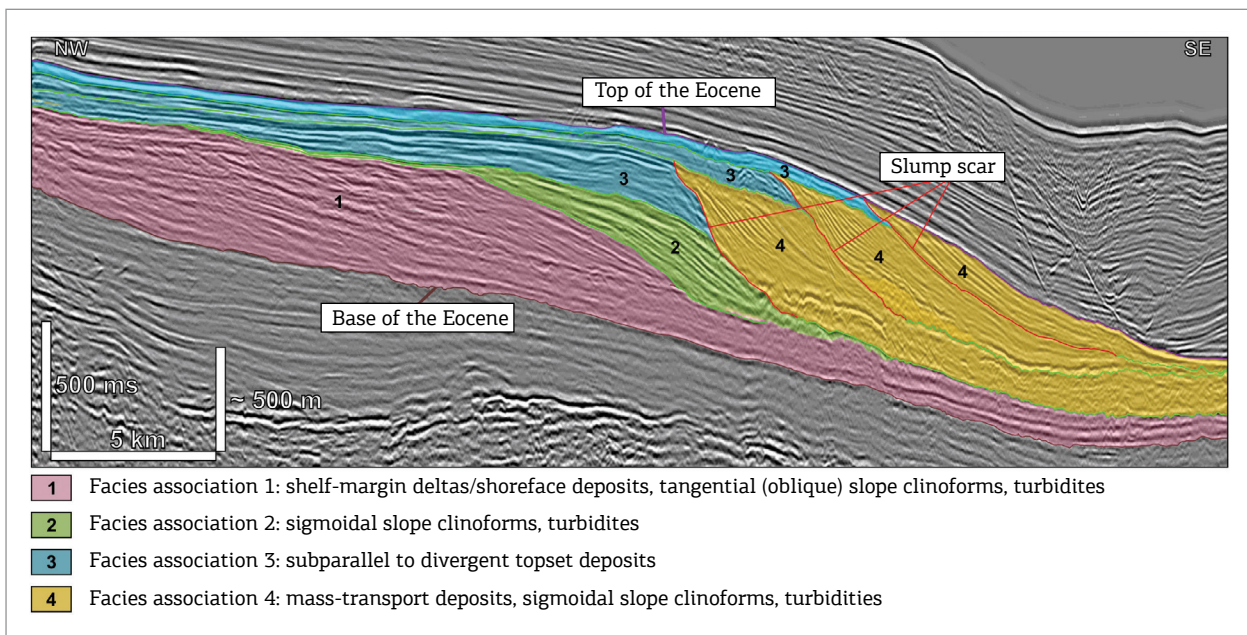 NW
SE
Top of the Eocene
Slump scar
3
3
3
1
2
4
4
4
Base of the Eocene
500 ms
~ 500 m
5 km
1 Facies association 1: shelf-margin deltas/shoreface deposits, tangential (oblique) slope clinoforms, turbidites
2 Facies association 2: sigmoidal slope clinoforms, turbidites
3 Facies association 3: subparallel to divergent topset deposits
4 Facies association 4: mass-transport deposits, sigmoidal slope clinoforms, turbidities